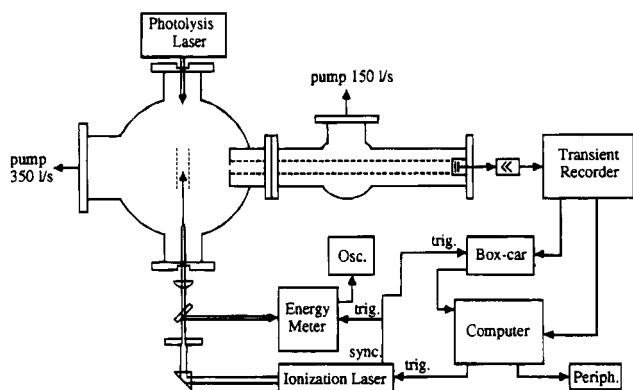 Photolysis
Laser
pump 150 l/s
pump
350 l/s
Transient
Recorder
trig.
Box-car
Osc.
Energy
Meter
trig.
Computer
sync.
trig.
Ionization Laser
Periph.